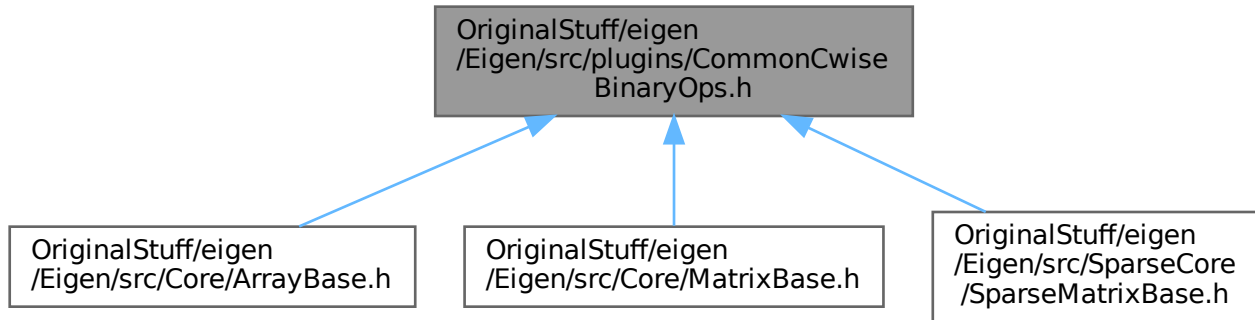 OriginalStuff/eigen
/Eigen/src/plugins/CommonCwise
BinaryOps.h
OriginalStuff/eigen
/Eigen/src/Core/ArrayBase.h
OriginalStuff/eigen
/Eigen/src/Core/MatrixBase.h
OriginalStuff/eigen
/Eigen/src/SparseCore
/SparseMatrixBase.h